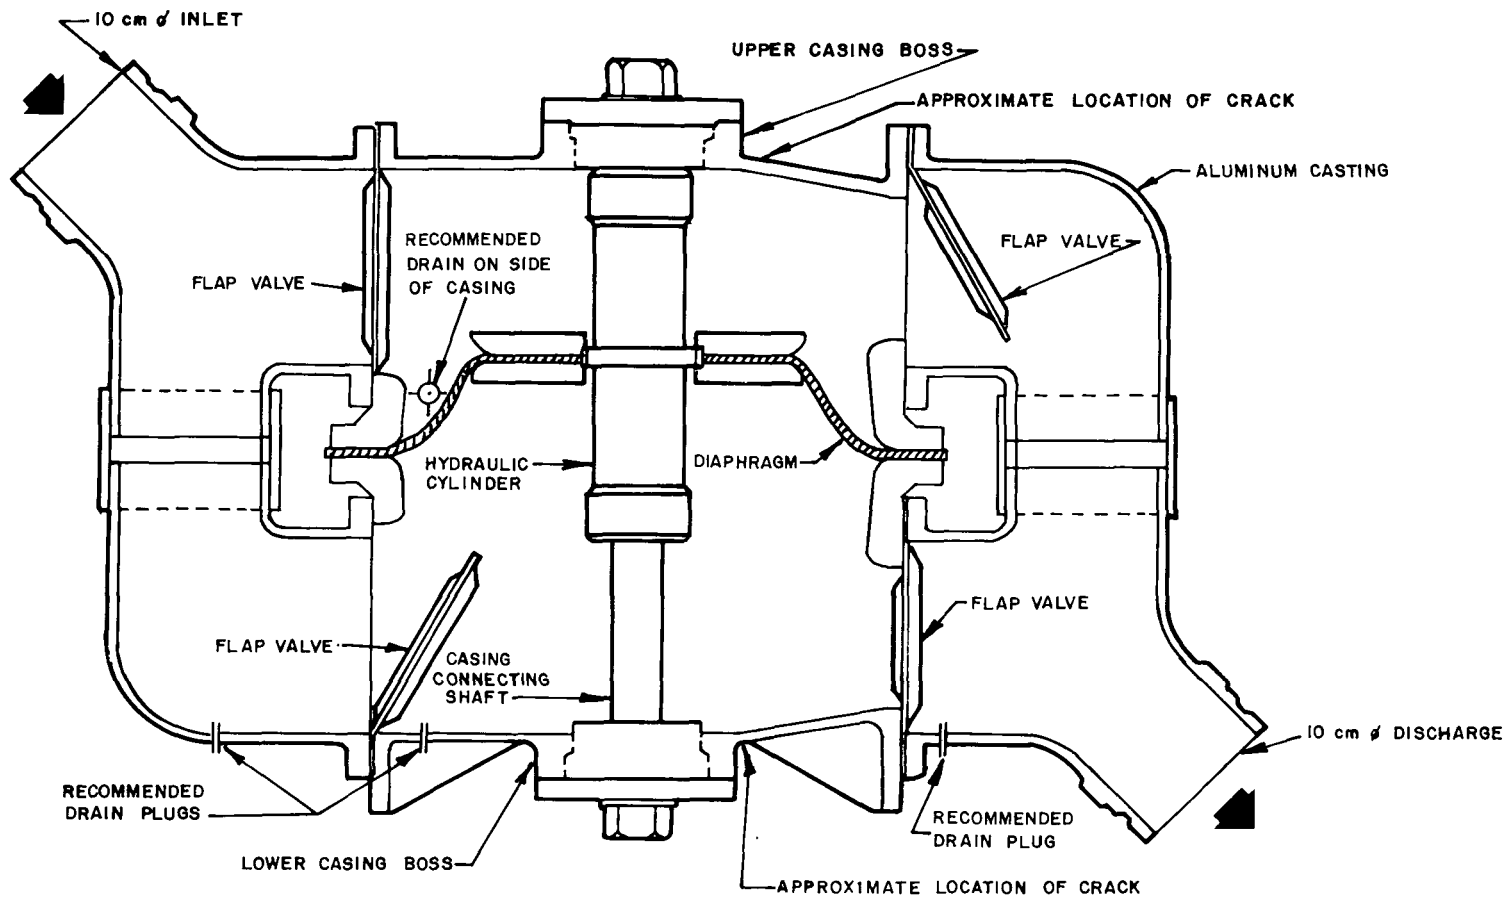 10 cm ø INLET
UPPER CASING BOSS
APPROXIMATE LOCATION OF CRACK
ALUMINUM CASTING
RECOMMENDED
DRAIN ON SIDE
OF CASING
FLAP VALVE
FLAP VALVE
HYDRAULIC
CYLINDER
DIAPHRAGM
FLAP VALVE
FLAP VALVE
CASING
CONNECTING
SHAFT
10 cm ø DISCHARGE
RECOMMENDED
DRAIN PLUGS
RECOMMENDED
DRAIN PLUG
LOWER CASING BOSS
APPROXIMATE LOCATION OF CRACK